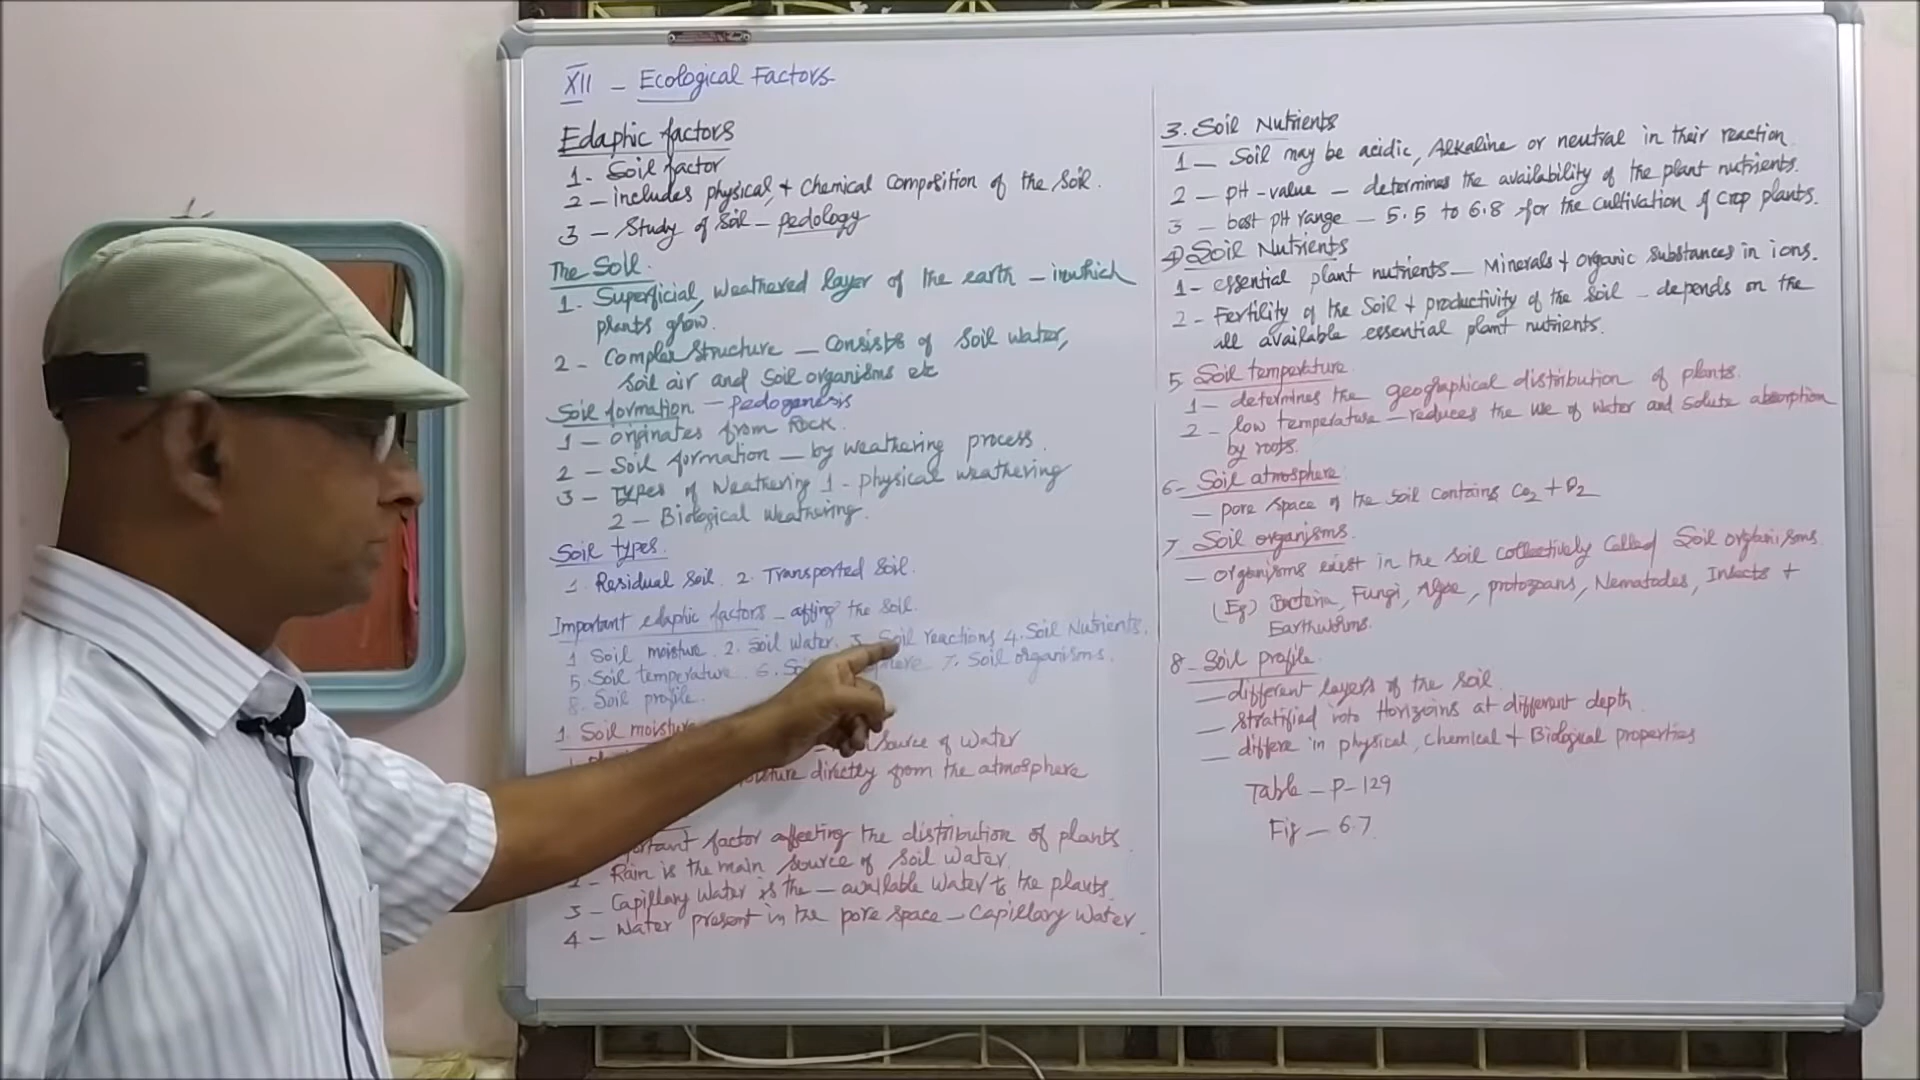 XII - Ecological Factors
Edaphic factors
1. Soil factor
2 - includes physical, + Chemical Composition of the Soil.
3 - Study of Soil - pedology
The Soil.
1. Superficial, Weathered layer of the earth - inwhich
plants grow.
2 - Complex Structure - Consists of Soil water,
Soil air and Soil organisms etc
Soil formation - Pedogenesis
1 - originates from Rock.
2 - Soil formation - by weathering process.
3 - Types of Weathering 1 - physical weathering
2 - Biological Weathering.
Soil types.
1. Residual Soil. 2. Transported Soil.
Important edaphic factors - the Soil.
1 Soil moisture 2. Soil water. 3. Soil reactions 4. Soil Nutrients.
5. Soil temperature 6. 7. Soil organisms.
8. Soil profile.
1. Soil moisture
Source of Water
directly from the atmosphere
factor affecting the distribution of plants
2 - Rain is the main source of Soil Water.
3 - Capillary Water is the - available Water to the plants.
4 - Water present in the pore space - Capillary Water.
3. Soil Nutrients
1 - Soil may be acidic, Alkaline or neutral in their reaction
2 - pH-value - determines the availability of the plant nutrients.
3 - best pH range - 5.5 to 6.8 for the cultivation of Crop plants.
4) Soil Nutrients
1 - essential plant nutrients - Minerals + organic substances in ions.
2 - Fertility of the Soil + productivity of the soil - depends on the
all available essential plant nutrients.
5. Soil temperature
1 - determines the geographical distribution of plants.
2 - low temperature - reduces the use of Water and Solute absorption
by roots.
6 - Soil atmosphere
- pore space of the Soil Contains CO2 + O2
7. Soil organisms.
- organisms exist in the soil collectively Called Soil organisms
(Eg) Bacteria, Fungi, Algae, protozoans, Nematodes, Insects +
Earthworms.
8 - Soil profile.
- different layers of the Soil.
- stratified into Horizoins at different depth
- differe in physical, chemical + Biological properties
Table - P-129
Fig - 6.7